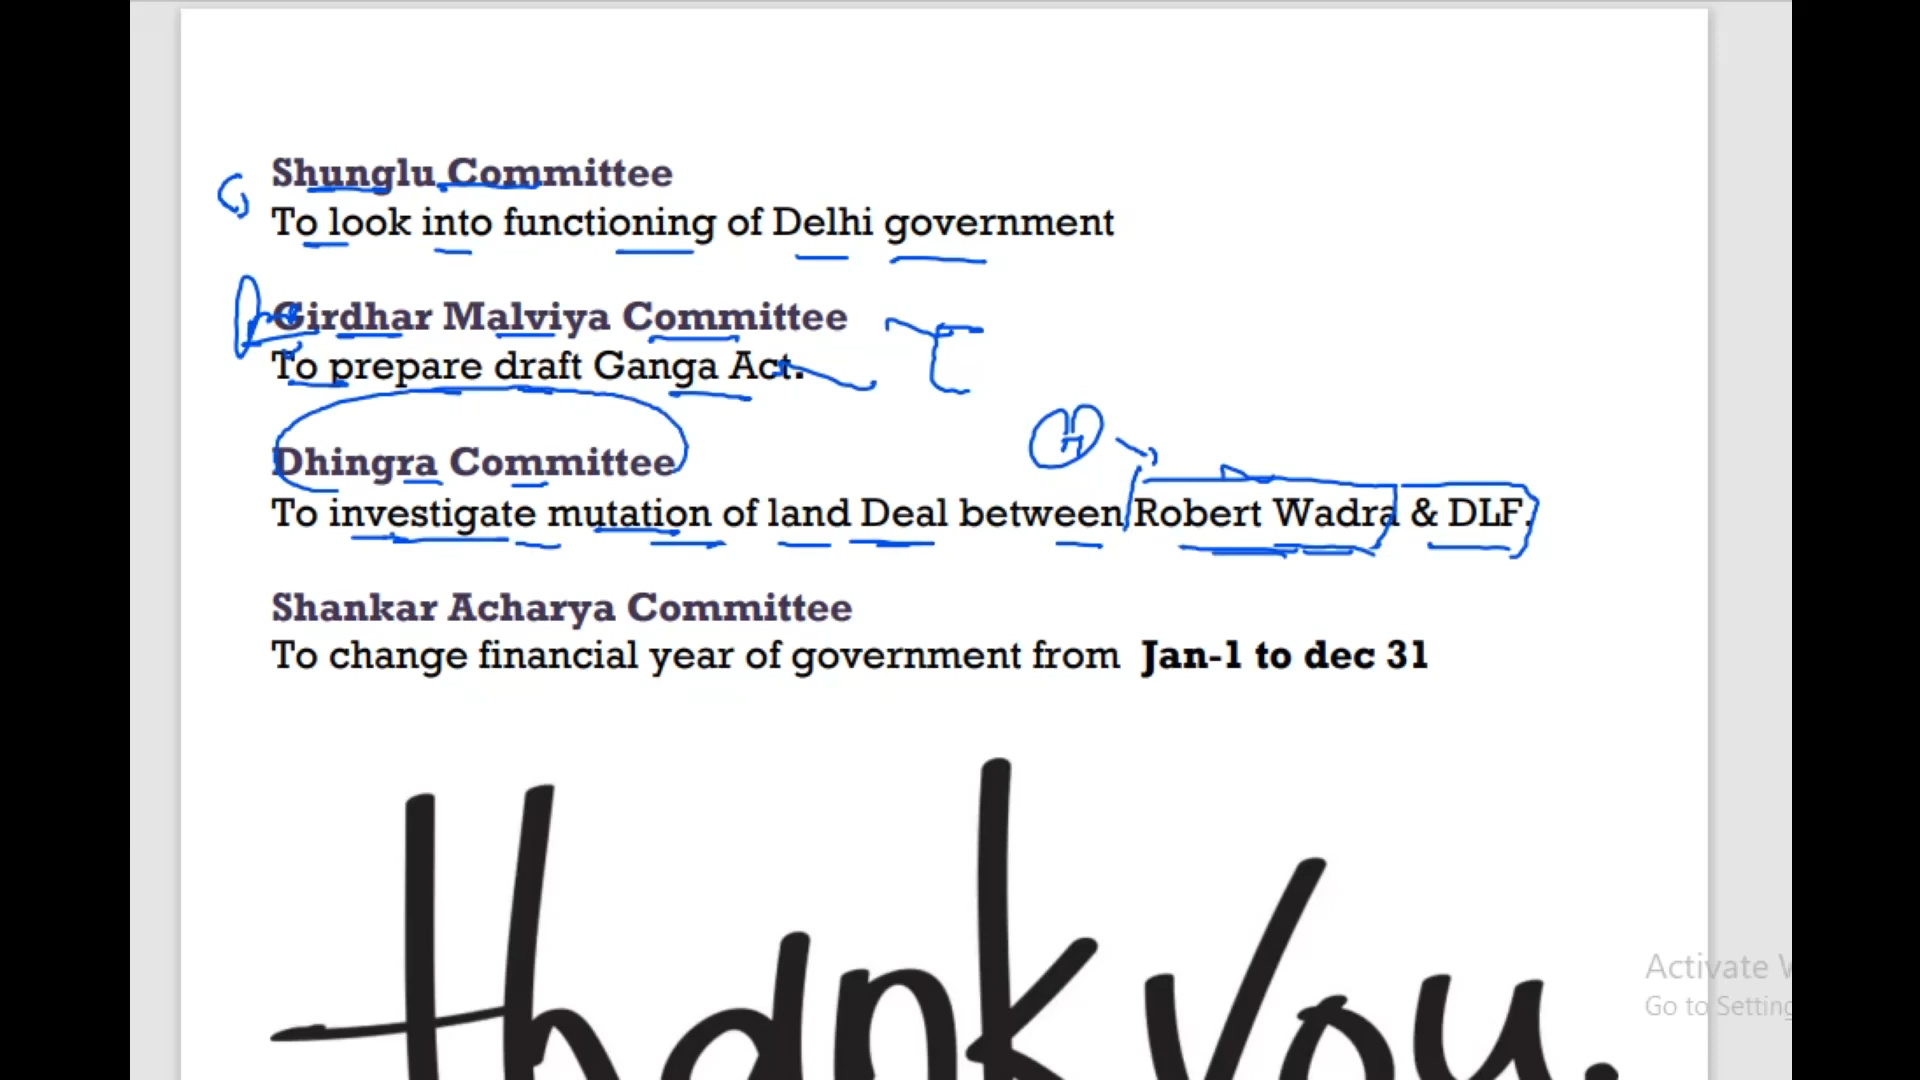 Shunglu Committee
To look into functioning of Delhi government
Girdhar Malviya Committee
To prepare draft Ganga Act.
Dhingra Committee
To investigate mutation of land Deal between Robert Wadra & DLF.
Shankar Acharya Committee
To change financial year of government from Jan-1 to dec 31
thank you.
Activate
Go to Setting